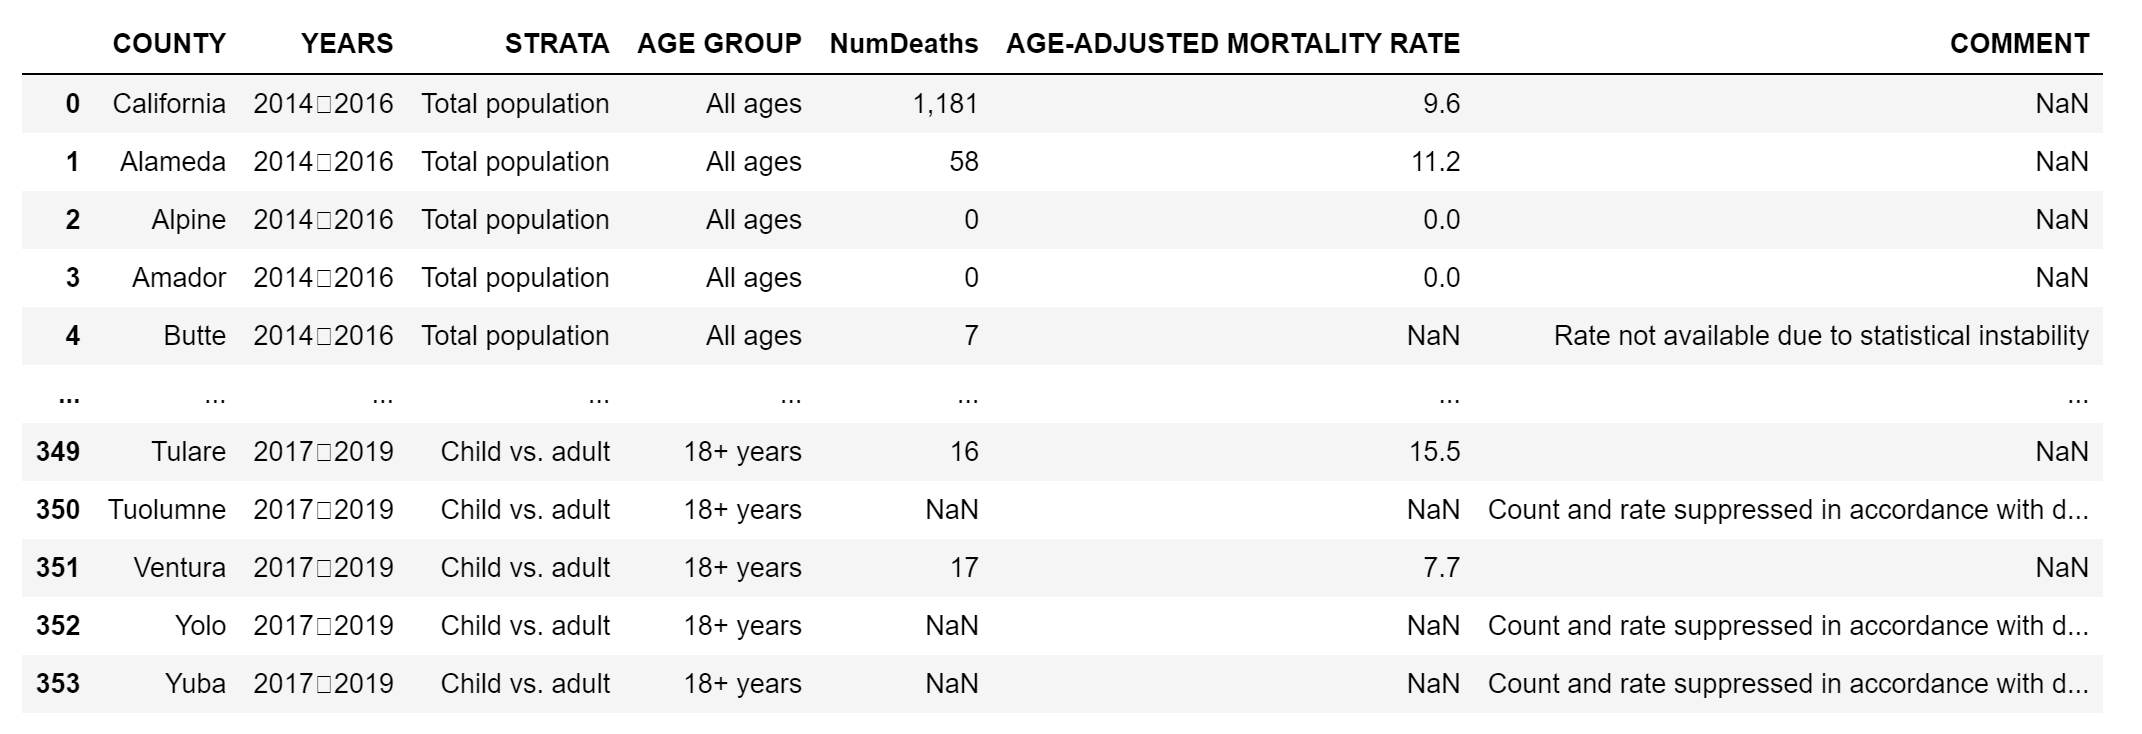 COUNTY YEARS STRATA AGE GROUP NumDeaths AGE-ADJUSTED MORTALITY RATE COMMENT
0 California 2014□2016 Total population All ages 1,181 9.6 NaN
1 Alameda 2014□2016 Total population All ages 58 11.2 NaN
2 Alpine 2014□2016 Total population All ages 0 0.0 NaN
3 Amador 2014□2016 Total population All ages 0 0.0 NaN
4 Butte 2014□2016 Total population All ages 7 NaN Rate not available due to statistical instability
... ... ... ... ... ... ... ...
349 Tulare 2017□2019 Child vs. adult 18+ years 16 15.5 NaN
350 Tuolumne 2017□2019 Child vs. adult 18+ years NaN NaN Count and rate suppressed in accordance with d...
351 Ventura 2017□2019 Child vs. adult 18+ years 17 7.7 NaN
352 Yolo 2017□2019 Child vs. adult 18+ years NaN NaN Count and rate suppressed in accordance with d...
353 Yuba 2017□2019 Child vs. adult 18+ years NaN NaN Count and rate suppressed in accordance with d...